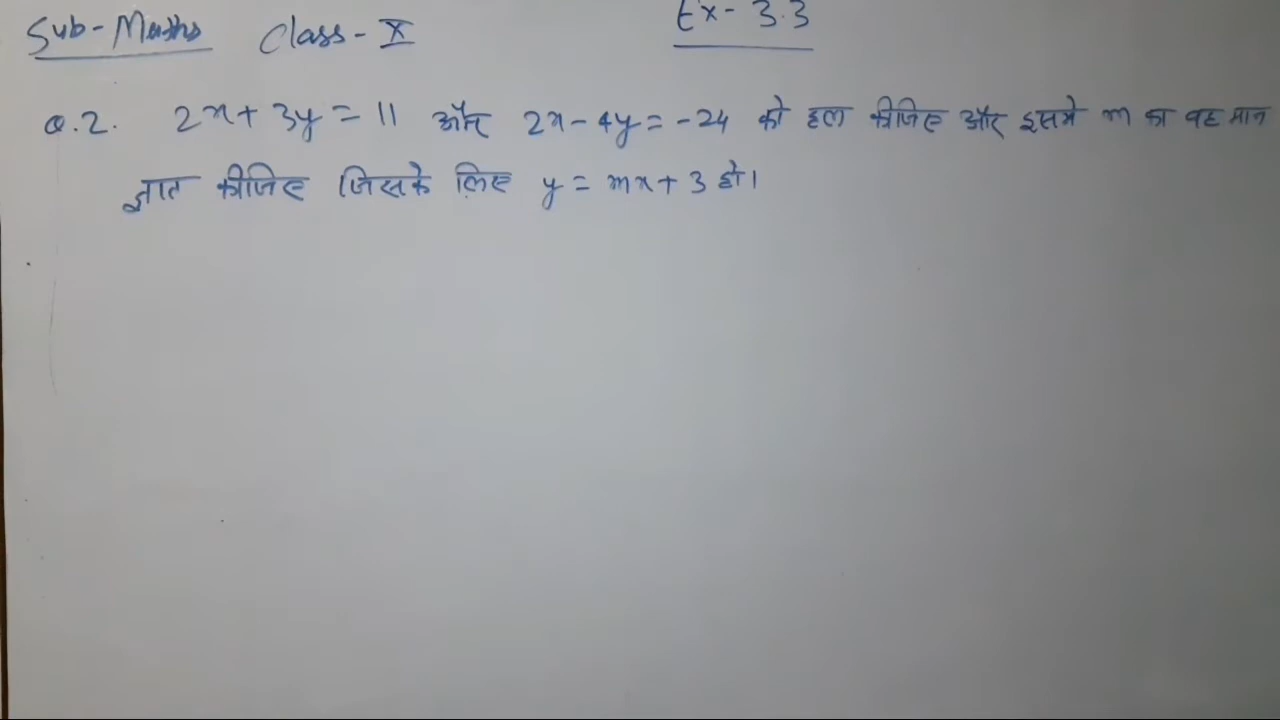 Sub-Maths Class-X Ex-3.3
Q.2. 2x+3y=11 और 2x-4y=-24 को हल कीजिए और इससे m का वह मान
ज्ञात कीजिए जिसके लिए y=mx+3 हो।